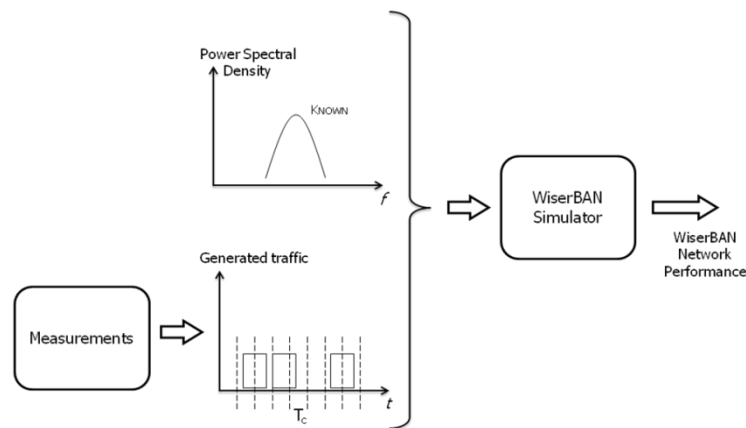 Power Spectral
Density
KNOWN
f
WiserBAN
Simulator
WiserBAN
Network
Performance
Measurements
Generated traffic
Tc
t